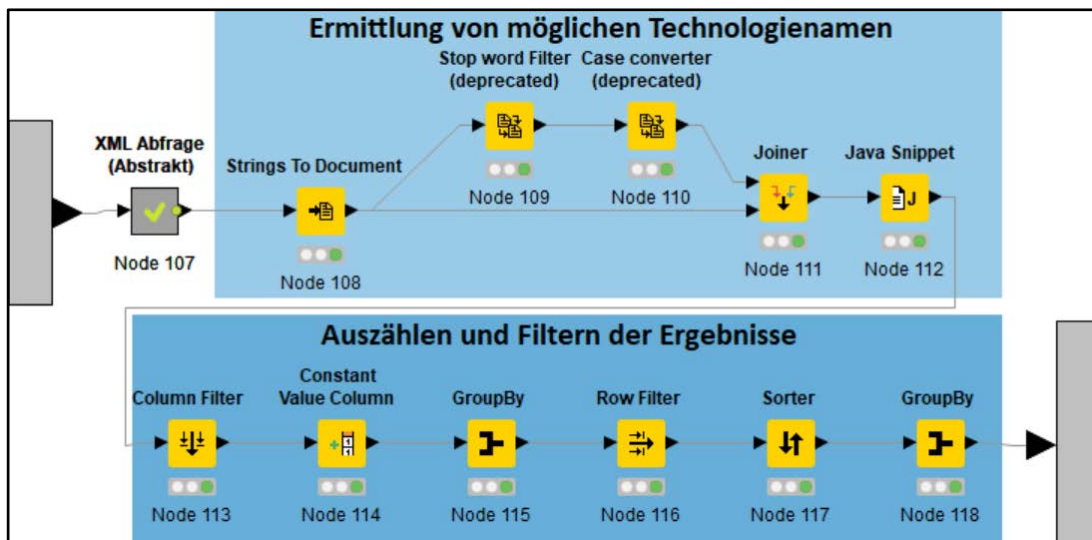 Ermittlung von möglichen Technologienamen
Stop word Filter
(deprecated)
Case converter
(deprecated)
XML Abfrage
(Abstrakt)
Strings To Document
Joiner
Java Snippet
J
Node 109
Node 110
Node 107
Node 108
Node 111
Node 112
Auszählen und Filtern der Ergebnisse
Column Filter
Constant
Value Column
GroupBy
Row Filter
Sorter
GroupBy
1
1
Node 113
Node 114
Node 115
Node 116
Node 117
Node 118